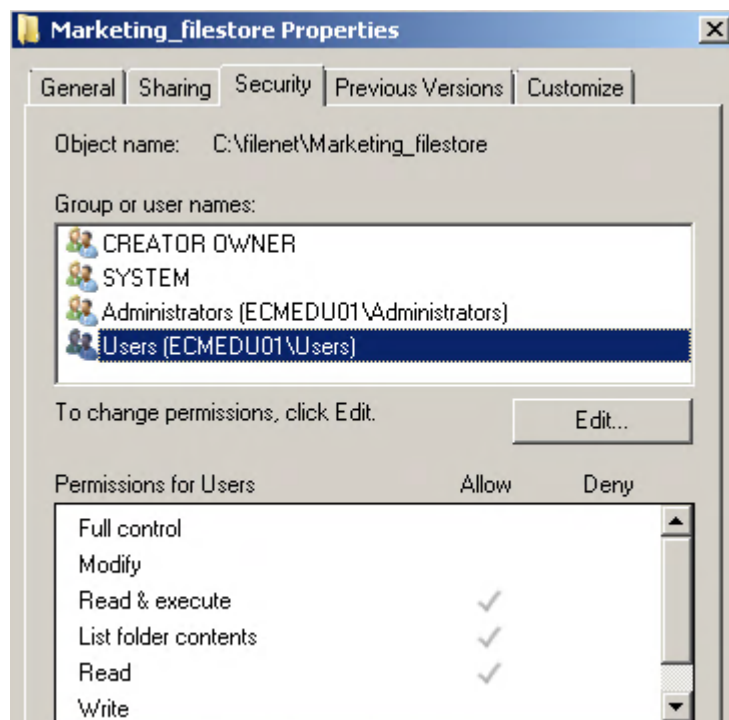 Marketing_filestore Properties
General Sharing Security Previous Versions Customize
Object name: C:\filenet\Marketing_filestore
Group or user names:
CREATOR OWNER
SYSTEM
Administrators (ECMEDU01\Administrators)
Users (ECMEDU01\Users)
To change permissions, click Edit. Edit...
Permissions for Users Allow Deny
Full control
Modify
Read & execute
List folder contents
Read
Write